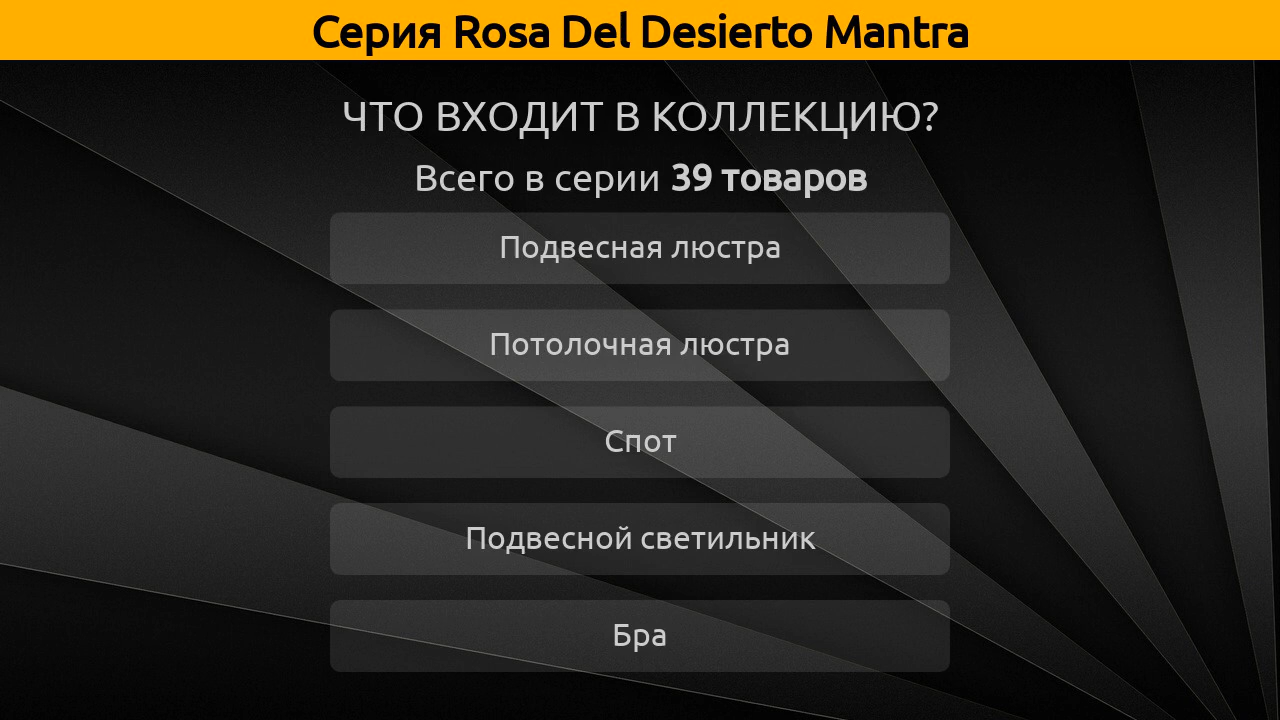 Серия Rosa Del Desierto Mantra
ЧТО ВХОДИТ В КОЛЛЕКЦИЮ?
Всего в серии 39 товаров
Подвесная люстра
Потолочная люстра
Спот
Подвесной светильник
Бра